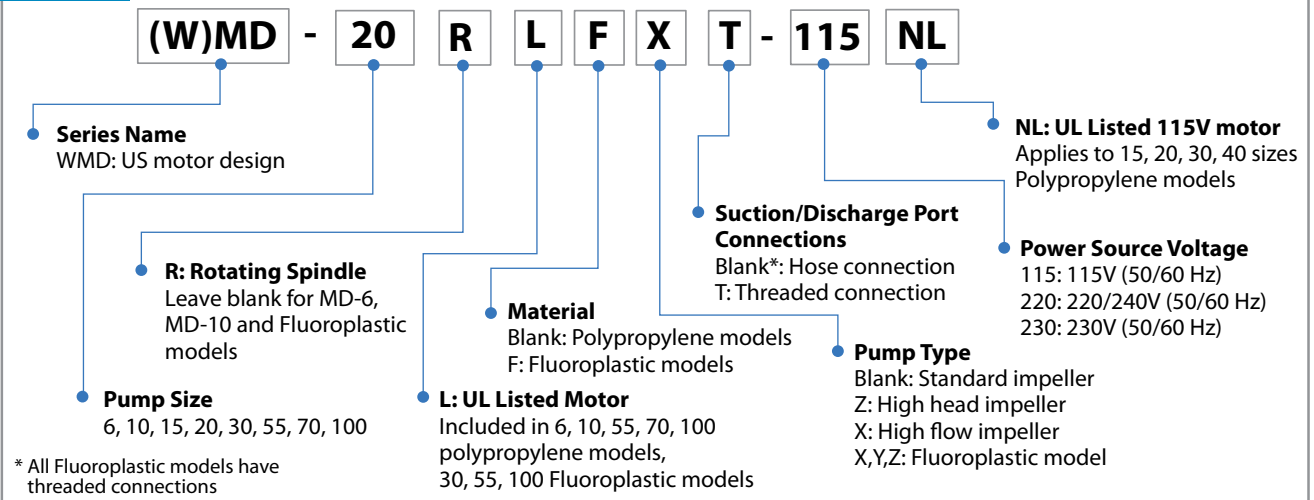 (W)MD - 20 R L F X T - 115 NL
Series Name
WMD: US motor design
NL: UL Listed 115V motor
Applies to 15, 20, 30, 40 sizes
Polypropylene models
Suction/Discharge Port
Connections
Blank*: Hose connection
T: Threaded connection
Power Source Voltage
115: 115V (50/60 Hz)
220: 220/240V (50/60 Hz)
230: 230V (50/60 Hz)
R: Rotating Spindle
Leave blank for MD-6,
MD-10 and Fluoroplastic
models
Material
Blank: Polypropylene models
F: Fluoroplastic models
Pump Type
Blank: Standard impeller
Z: High head impeller
X: High flow impeller
X,Y,Z: Fluoroplastic model
Pump Size
6, 10, 15, 20, 30, 55, 70, 100
L: UL Listed Motor
Included in 6, 10, 55, 70, 100
polypropylene models,
30, 55, 100 Fluoroplastic models
* All Fluoroplastic models have
threaded connections